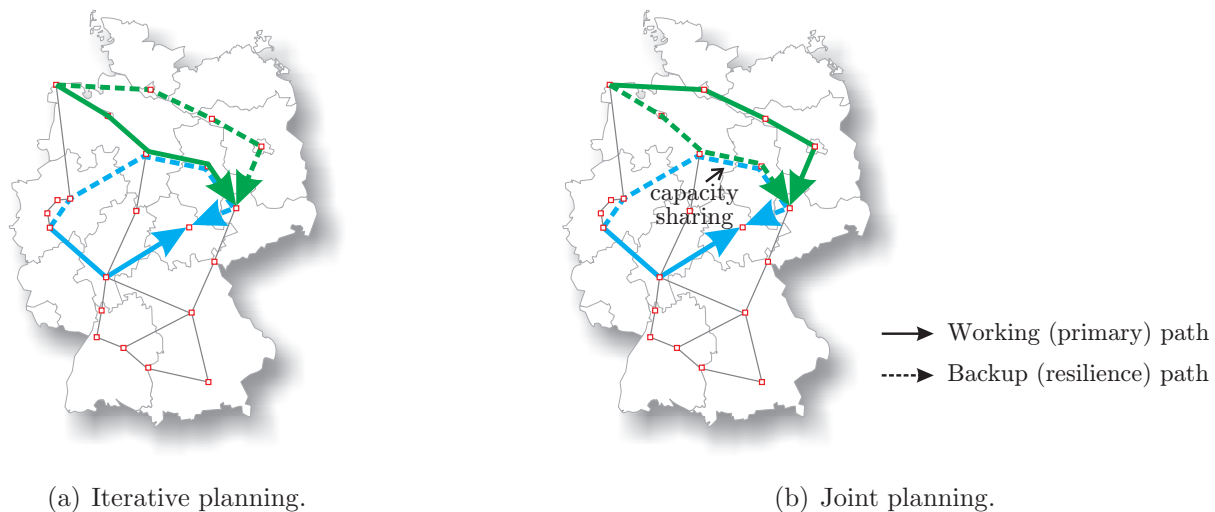 capacity
sharing
Working (primary) path
Backup (resilience) path
(a) Iterative planning.
(b) Joint planning.